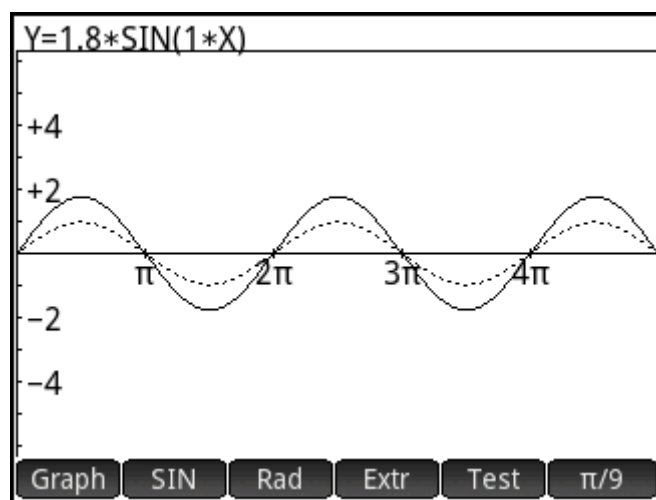 Y=1.8*SIN(1*X)
+4
+2
π 2π 3π 4π
−2
−4
Graph SIN Rad Extr Test π/9